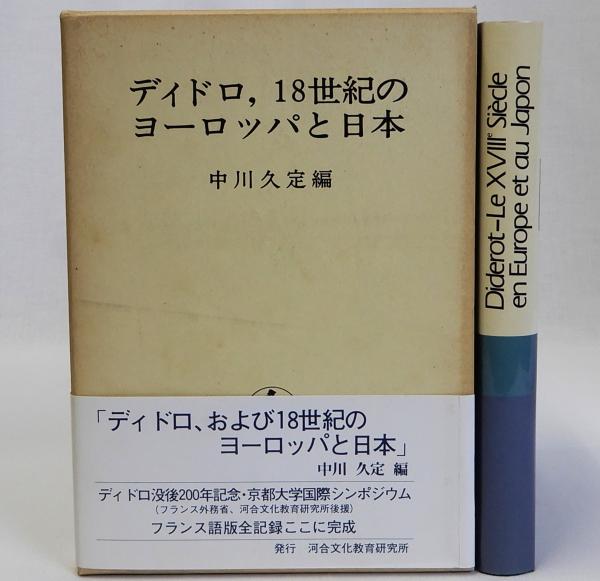 ディドロ, 18世紀の
ヨーロッパと日本
中川久定編
「ディドロ、および18世紀の
ヨーロッパと日本」
中川 久定 編
ディドロ没後200年記念・京都大学国際シンポジウム
(フランス外務省、河合文化教育研究所後援)
フランス語版全記録ここに完成
発行 河合文化教育研究所
Diderot-Le XVIIIe Siècle
en Europe et au Japon